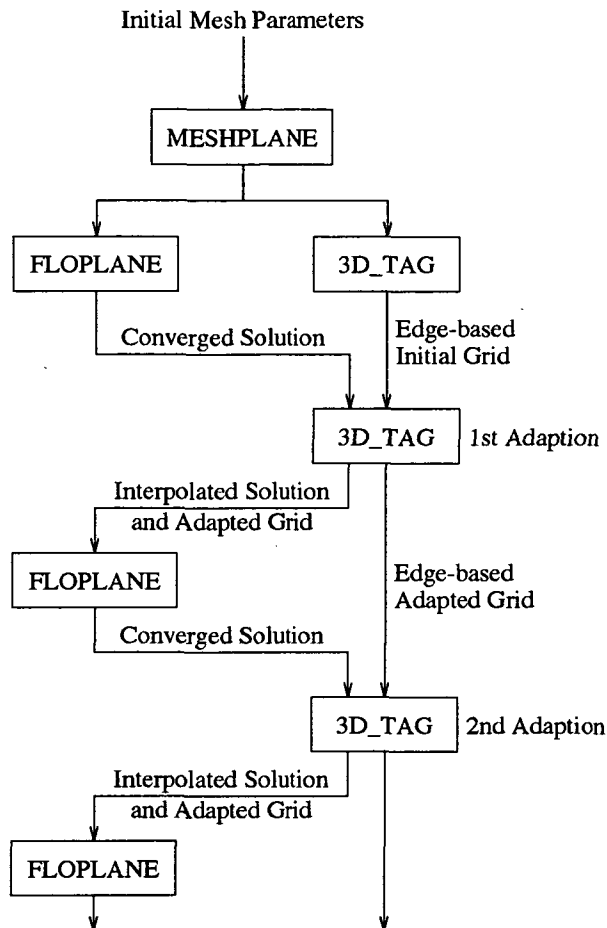 Initial Mesh Parameters
MESHPLANE
FLOPLANE
3D_TAG
Converged Solution
Edge-based
Initial Grid
3D_TAG
1st Adaption
Interpolated Solution
and Adapted Grid
FLOPLANE
Edge-based
Adapted Grid
Converged Solution
3D_TAG
2nd Adaption
Interpolated Solution
and Adapted Grid
FLOPLANE